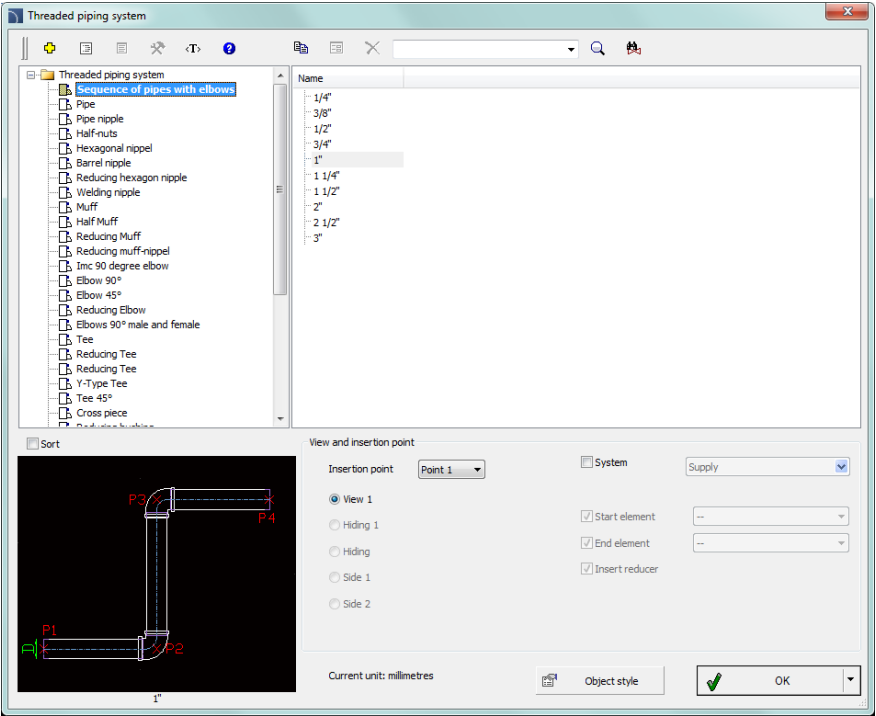 Threaded piping system
‹T›
?
Threaded piping system
Sequence of pipes with elbows
Pipe
Pipe nipple
Half-nuts
Hexagonal nippel
Barrel nipple
Reducing hexagon nipple
Welding nipple
Muff
Half Muff
Reducing Muff
Reducing muff-nippel
Imc 90 degree elbow
Elbow 90°
Elbow 45°
Reducing Elbow
Elbows 90° male and female
Tee
Reducing Tee
Reducing Tee
Y-Type Tee
Tee 45°
Cross piece
Reducing bushing
Name
1/4"
3/8"
1/2"
3/4"
1"
1 1/4"
1 1/2"
2"
2 1/2"
3"
Sort
P3
P4
P1
P2
D
1"
View and insertion point
Insertion point
Point 1
View 1
Hiding 1
Hiding
Side 1
Side 2
System
Supply
Start element
--
End element
--
Insert reducer
Current unit: millimetres
Object style
OK